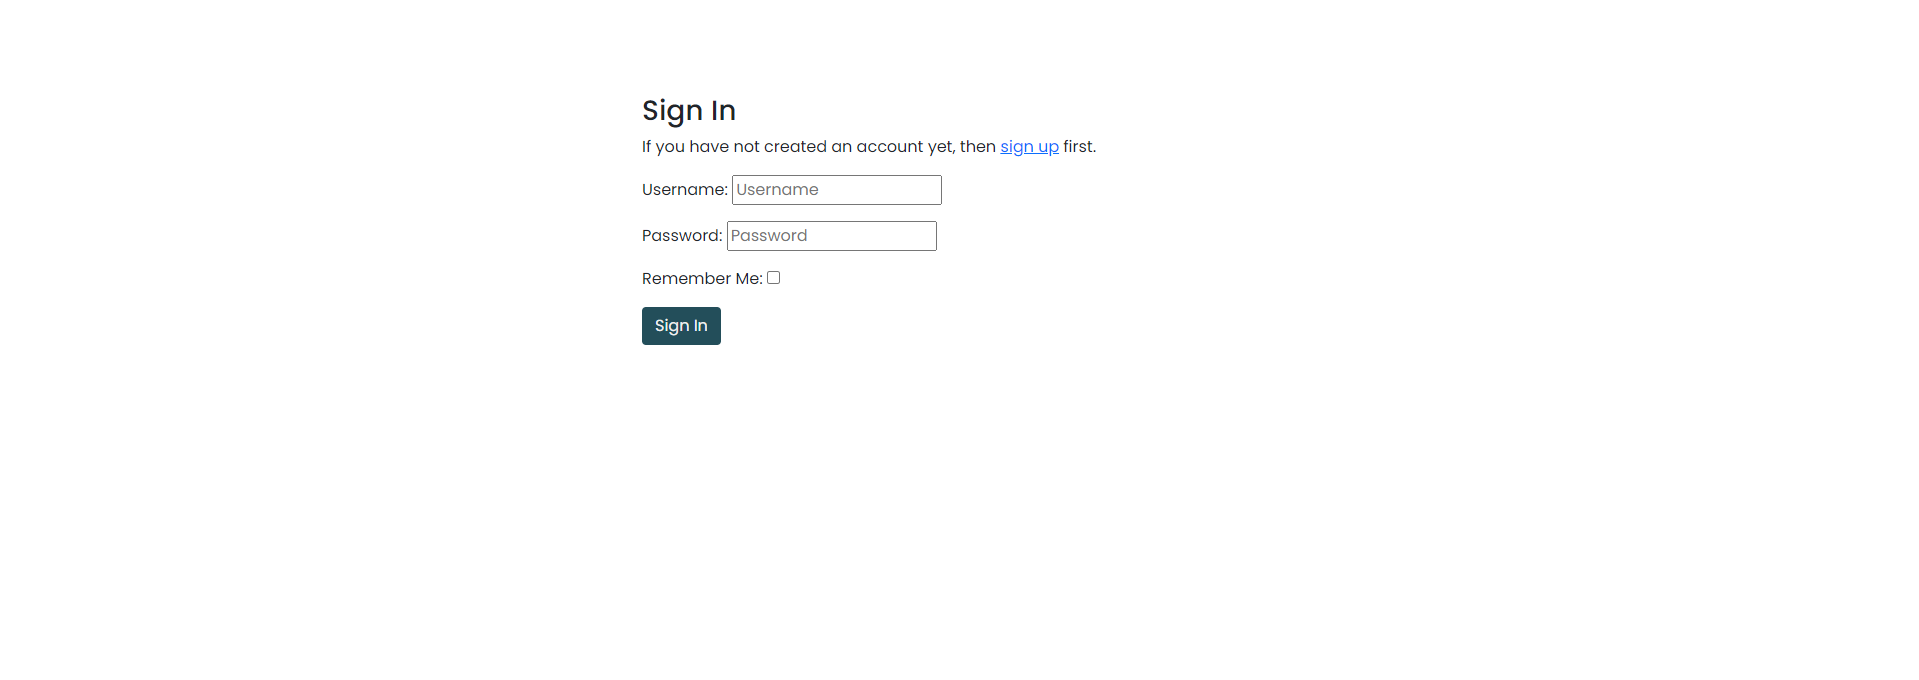 Sign In
If you have not created an account yet, then sign up first.
Username: Username
Password: Password
Remember Me:
Sign In